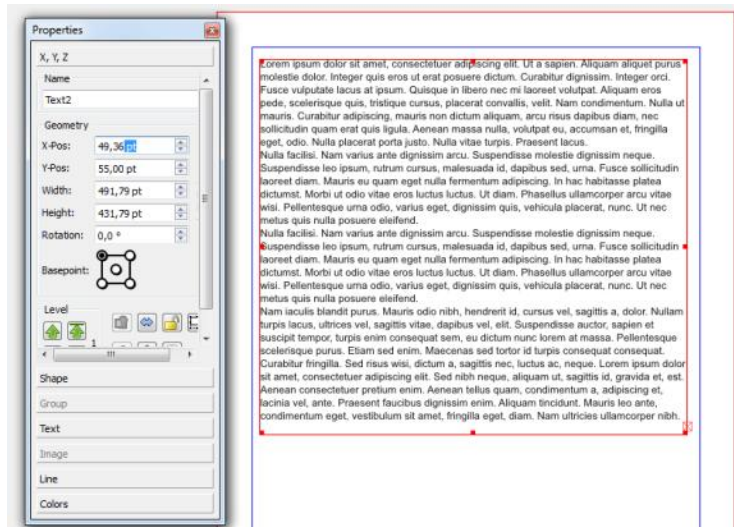 Properties
X, Y, Z
Name
Text2
Geometry
X-Pos: 49,36 pt
Y-Pos: 55,00 pt
Width: 491,79 pt
Height: 431,79 pt
Rotation: 0,0 °
Basepoint:
Level
1
Shape
Group
Text
Image
Line
Colors
Lorem ipsum dolor sit amet, consectetuer adipiscing elit. Ut a sapien. Aliquam aliquet purus
molestie dolor. Integer quis eros ut erat posuere dictum. Curabitur dignissim. Integer orci.
Fusce vulputate lacus at ipsum. Quisque in libero nec mi laoreet volutpat. Aliquam eros
pede, scelerisque quis, tristique cursus, placerat convallis, velit. Nam condimentum. Nulla ut
mauris. Curabitur adipiscing, mauris non dictum aliquam, arcu risus dapibus diam, nec
sollicitudin quam erat quis ligula. Aenean massa nulla, volutpat eu, accumsan et, fringilla
eget, odio. Nulla placerat porta justo. Nulla vitae turpis. Praesent lacus.
Nulla facilisi. Nam varius ante dignissim arcu. Suspendisse molestie dignissim neque.
Suspendisse leo ipsum, rutrum cursus, malesuada id, dapibus sed, urna. Fusce sollicitudin
laoreet diam. Mauris eu quam eget nulla fermentum adipiscing. In hac habitasse platea
dictumst. Morbi ut odio vitae eros luctus luctus. Ut diam. Phasellus ullamcorper arcu vitae
wisi. Pellentesque urna odio, varius eget, dignissim quis, vehicula placerat, nunc. Ut nec
metus quis nulla posuere eleifend.
Nulla facilisi. Nam varius ante dignissim arcu. Suspendisse molestie dignissim neque.
Suspendisse leo ipsum, rutrum cursus, malesuada id, dapibus sed, urna. Fusce sollicitudin
laoreet diam. Mauris eu quam eget nulla fermentum adipiscing. In hac habitasse platea
dictumst. Morbi ut odio vitae eros luctus luctus. Ut diam. Phasellus ullamcorper arcu vitae
wisi. Pellentesque urna odio, varius eget, dignissim quis, vehicula placerat, nunc. Ut nec
metus quis nulla posuere eleifend.
Nam iaculis blandit purus. Mauris odio nibh, hendrerit id, cursus vel, sagittis a, dolor. Nullam
turpis lacus, ultrices vel, sagittis vitae, dapibus vel, elit. Suspendisse auctor, sapien et
suscipit tempor, turpis enim consequat sem, eu dictum nunc lorem at massa. Pellentesque
scelerisque purus. Etiam sed enim. Maecenas sed tortor id turpis consequat consequat.
Curabitur fringilla. Sed risus wisi, dictum a, sagittis nec, luctus ac, neque. Lorem ipsum dolor
sit amet, consectetuer adipiscing elit. Sed nibh neque, aliquam ut, sagittis id, gravida et, est.
Aenean consectetuer pretium enim. Aenean tellus quam, condimentum a, adipiscing et,
lacinia vel, ante. Praesent faucibus dignissim enim. Aliquam tincidunt. Mauris leo ante,
condimentum eget, vestibulum sit amet, fringilla eget, diam. Nam ultricies ullamcorper nibh.